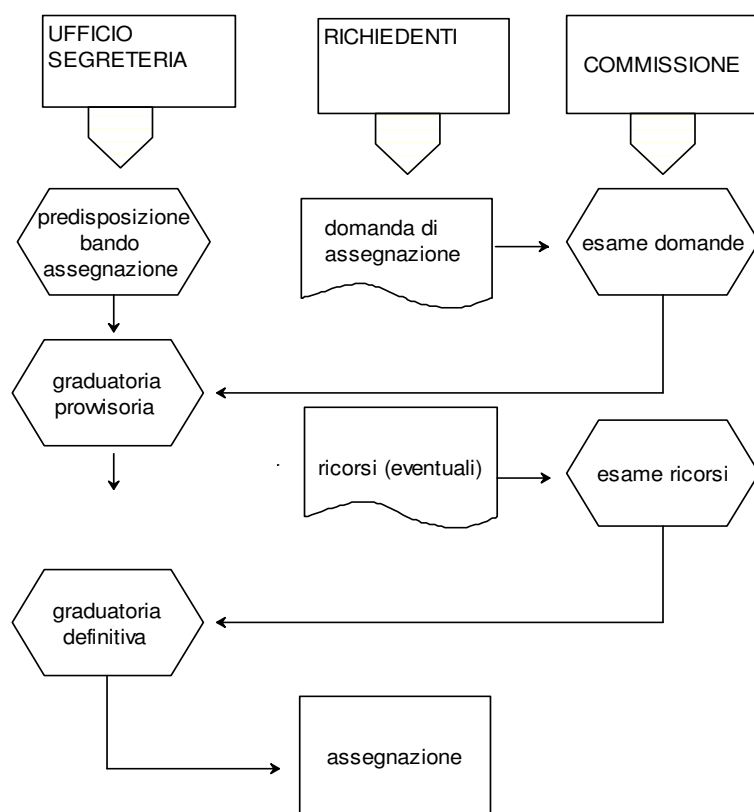 UFFICIO
SEGRETERIA
RICHIEDENTI
COMMISSIONE
predisposizione
bando
assegnazione
domanda di
assegnazione
esame domande
graduatoria
provvisoria
ricorsi (eventuali)
esame ricorsi
graduatoria
definitiva
assegnazione